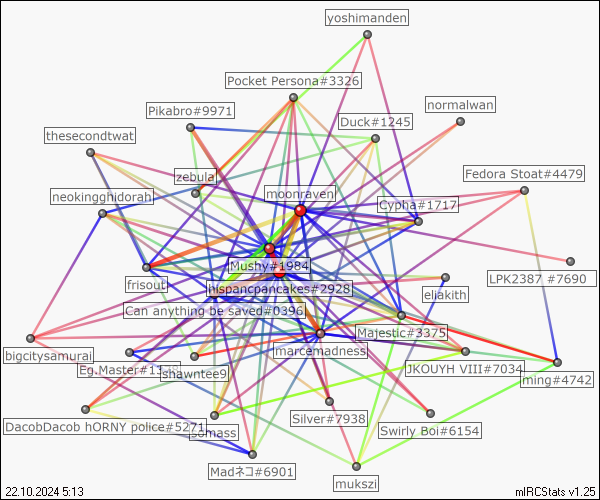 yoshimanden
Pocket Persona#3326
normalwan
Pikabro#9971
Duck#1245
thesecondtwat
zebula
Fedora Stoat#4479
neokingghidorah
moonraven
Cypha#1717
Mushy#1984
LPK2387 #7690
frisout
hispancpancakes#2928
eliakith
Can anything be saved#0396
Majestic#3375
bigcitysamurai
marcemadness
Eg.Master#1348
shawntee9
JKOUYH VIII#7034
ming#4742
Silver#7938
DacobDacob hORNY police#5271
somass
Swirly Boi#6154
Madネコ#6901
mukszi
22.10.2024 5:13
mIRCStats v1.25